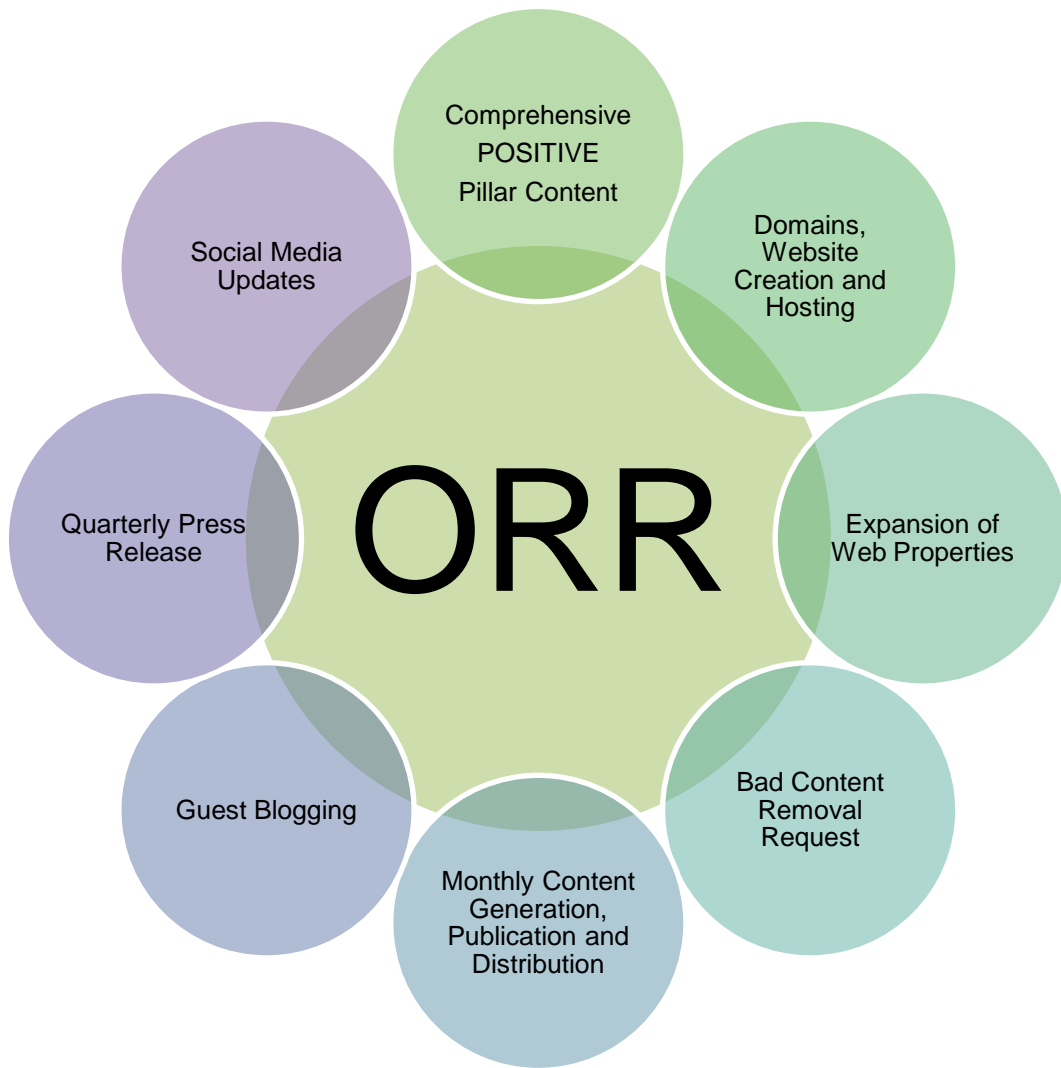 Comprehensive
POSITIVE
Pillar Content
Domains,
Website
Creation and
Hosting
Expansion of
Web Properties
Bad Content
Removal
Request
Monthly Content
Generation,
Publication and
Distribution
Guest Blogging
Quarterly Press
Release
Social Media
Updates
ORR